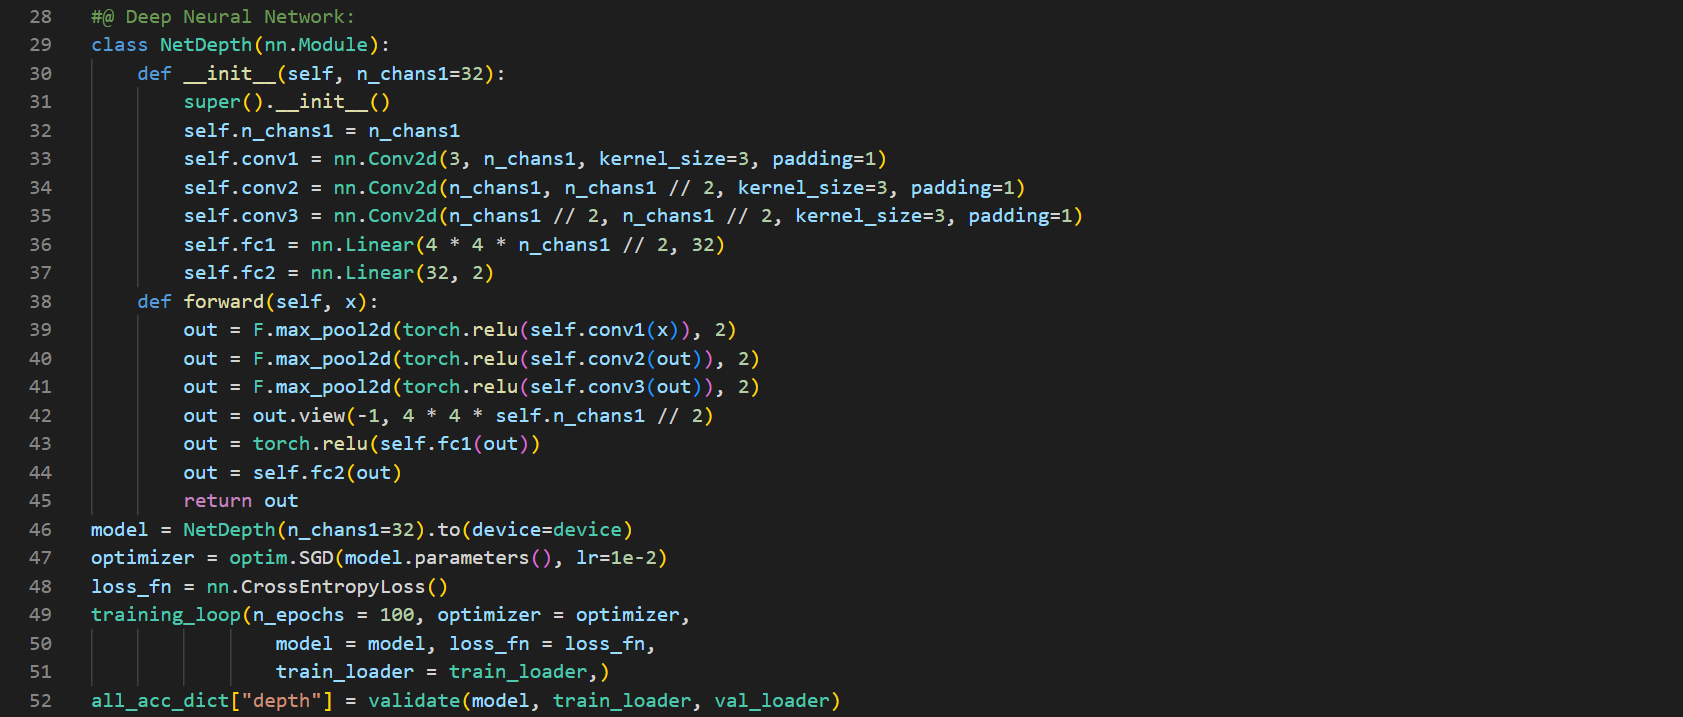 28 #@ Deep Neural Network:
29 class NetDepth(nn.Module):
30     def __init__(self, n_chans1=32):
31         super().__init__()
32         self.n_chans1 = n_chans1
33         self.conv1 = nn.Conv2d(3, n_chans1, kernel_size=3, padding=1)
34         self.conv2 = nn.Conv2d(n_chans1, n_chans1 // 2, kernel_size=3, padding=1)
35         self.conv3 = nn.Conv2d(n_chans1 // 2, n_chans1 // 2, kernel_size=3, padding=1)
36         self.fc1 = nn.Linear(4 * 4 * n_chans1 // 2, 32)
37         self.fc2 = nn.Linear(32, 2)
38     def forward(self, x):
39         out = F.max_pool2d(torch.relu(self.conv1(x)), 2)
40         out = F.max_pool2d(torch.relu(self.conv2(out)), 2)
41         out = F.max_pool2d(torch.relu(self.conv3(out)), 2)
42         out = out.view(-1, 4 * 4 * self.n_chans1 // 2)
43         out = torch.relu(self.fc1(out))
44         out = self.fc2(out)
45         return out
46 model = NetDepth(n_chans1=32).to(device=device)
47 optimizer = optim.SGD(model.parameters(), lr=1e-2)
48 loss_fn = nn.CrossEntropyLoss()
49 training_loop(n_epochs = 100, optimizer = optimizer,
50                 model = model, loss_fn = loss_fn,
51                 train_loader = train_loader,)
52 all_acc_dict["depth"] = validate(model, train_loader, val_loader)